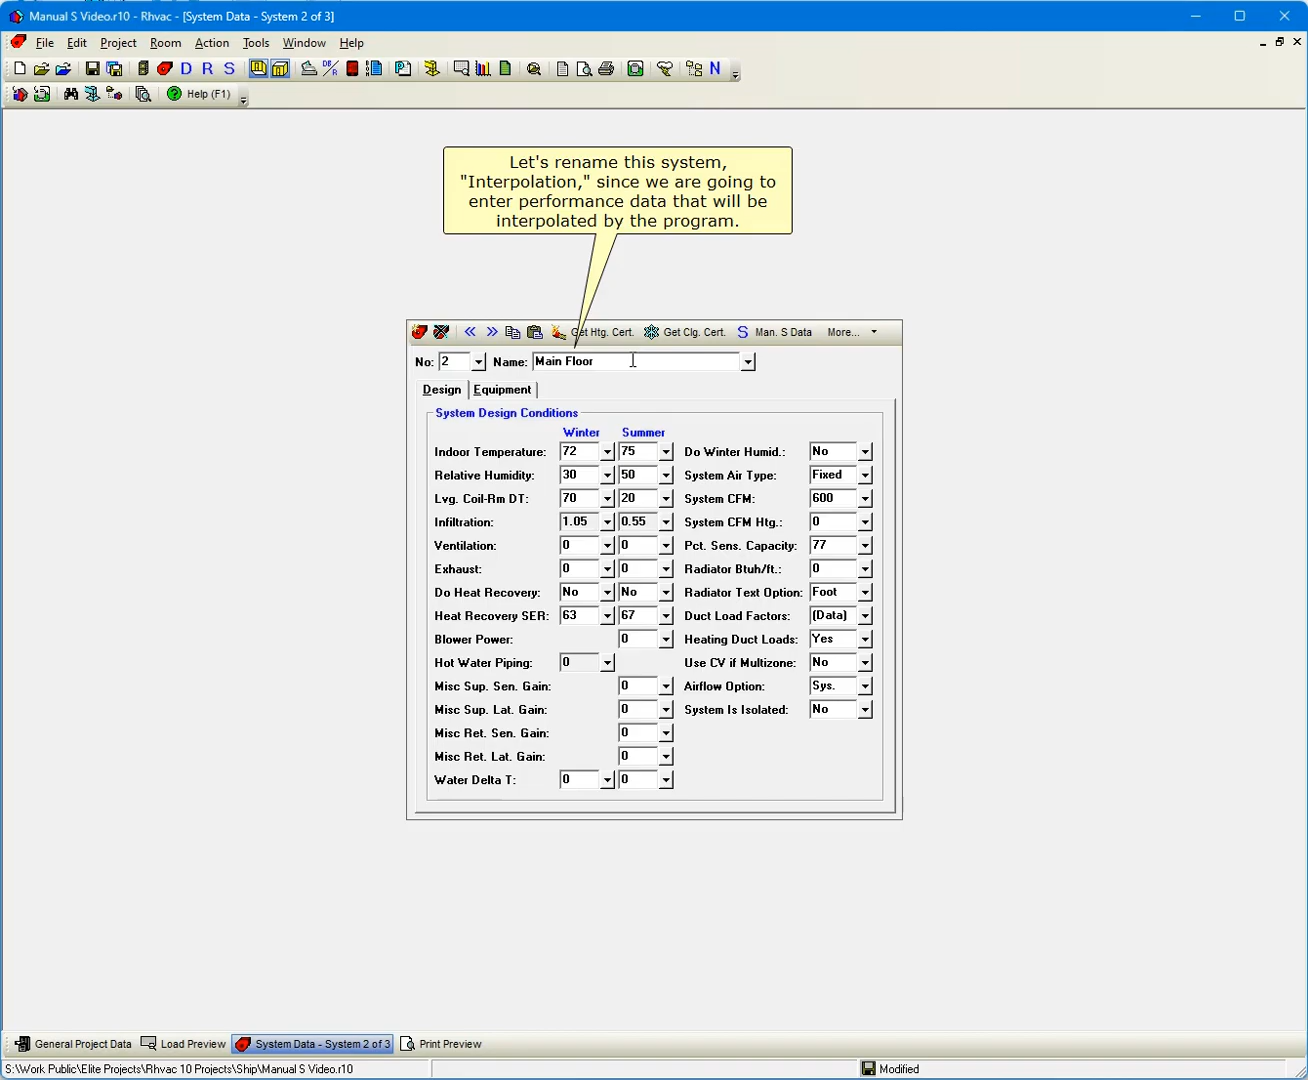 Manual S Video.r10 - Rhvac - [System Data - System 2 of 3]
File Edit Project Room Action Tools Window Help
D R S DB/R P N
Help (F1)
Let's rename this system,
"Interpolation," since we are going to
enter performance data that will be
interpolated by the program.
Get Htg. Cert. Get Clg. Cert. S Man. S Data More...
No: 2 Name: Main Floor
Design Equipment
System Design Conditions
Winter Summer
Indoor Temperature: 72 75 Do Winter Humid.: No
Relative Humidity: 30 50 System Air Type: Fixed
Lvg. Coil-Rm DT: 70 20 System CFM: 600
Infiltration: 1.05 0.55 System CFM Htg.: 0
Ventilation: 0 0 Pct. Sens. Capacity: 77
Exhaust: 0 0 Radiator Btuh/ft.: 0
Do Heat Recovery: No No Radiator Text Option: Foot
Heat Recovery SER: 63 67 Duct Load Factors: (Data)
Blower Power: 0 Heating Duct Loads: Yes
Hot Water Piping: 0 Use CV if Multizone: No
Misc Sup. Sen. Gain: 0 Airflow Option: Sys.
Misc Sup. Lat. Gain: 0 System Is Isolated: No
Misc Ret. Sen. Gain: 0
Misc Ret. Lat. Gain: 0
Water Delta T: 0 0
General Project Data Load Preview System Data - System 2 of 3 Print Preview
S:\Work Public\Elite Projects\Rhvac 10 Projects\Ship\Manual S Video.r10 Modified